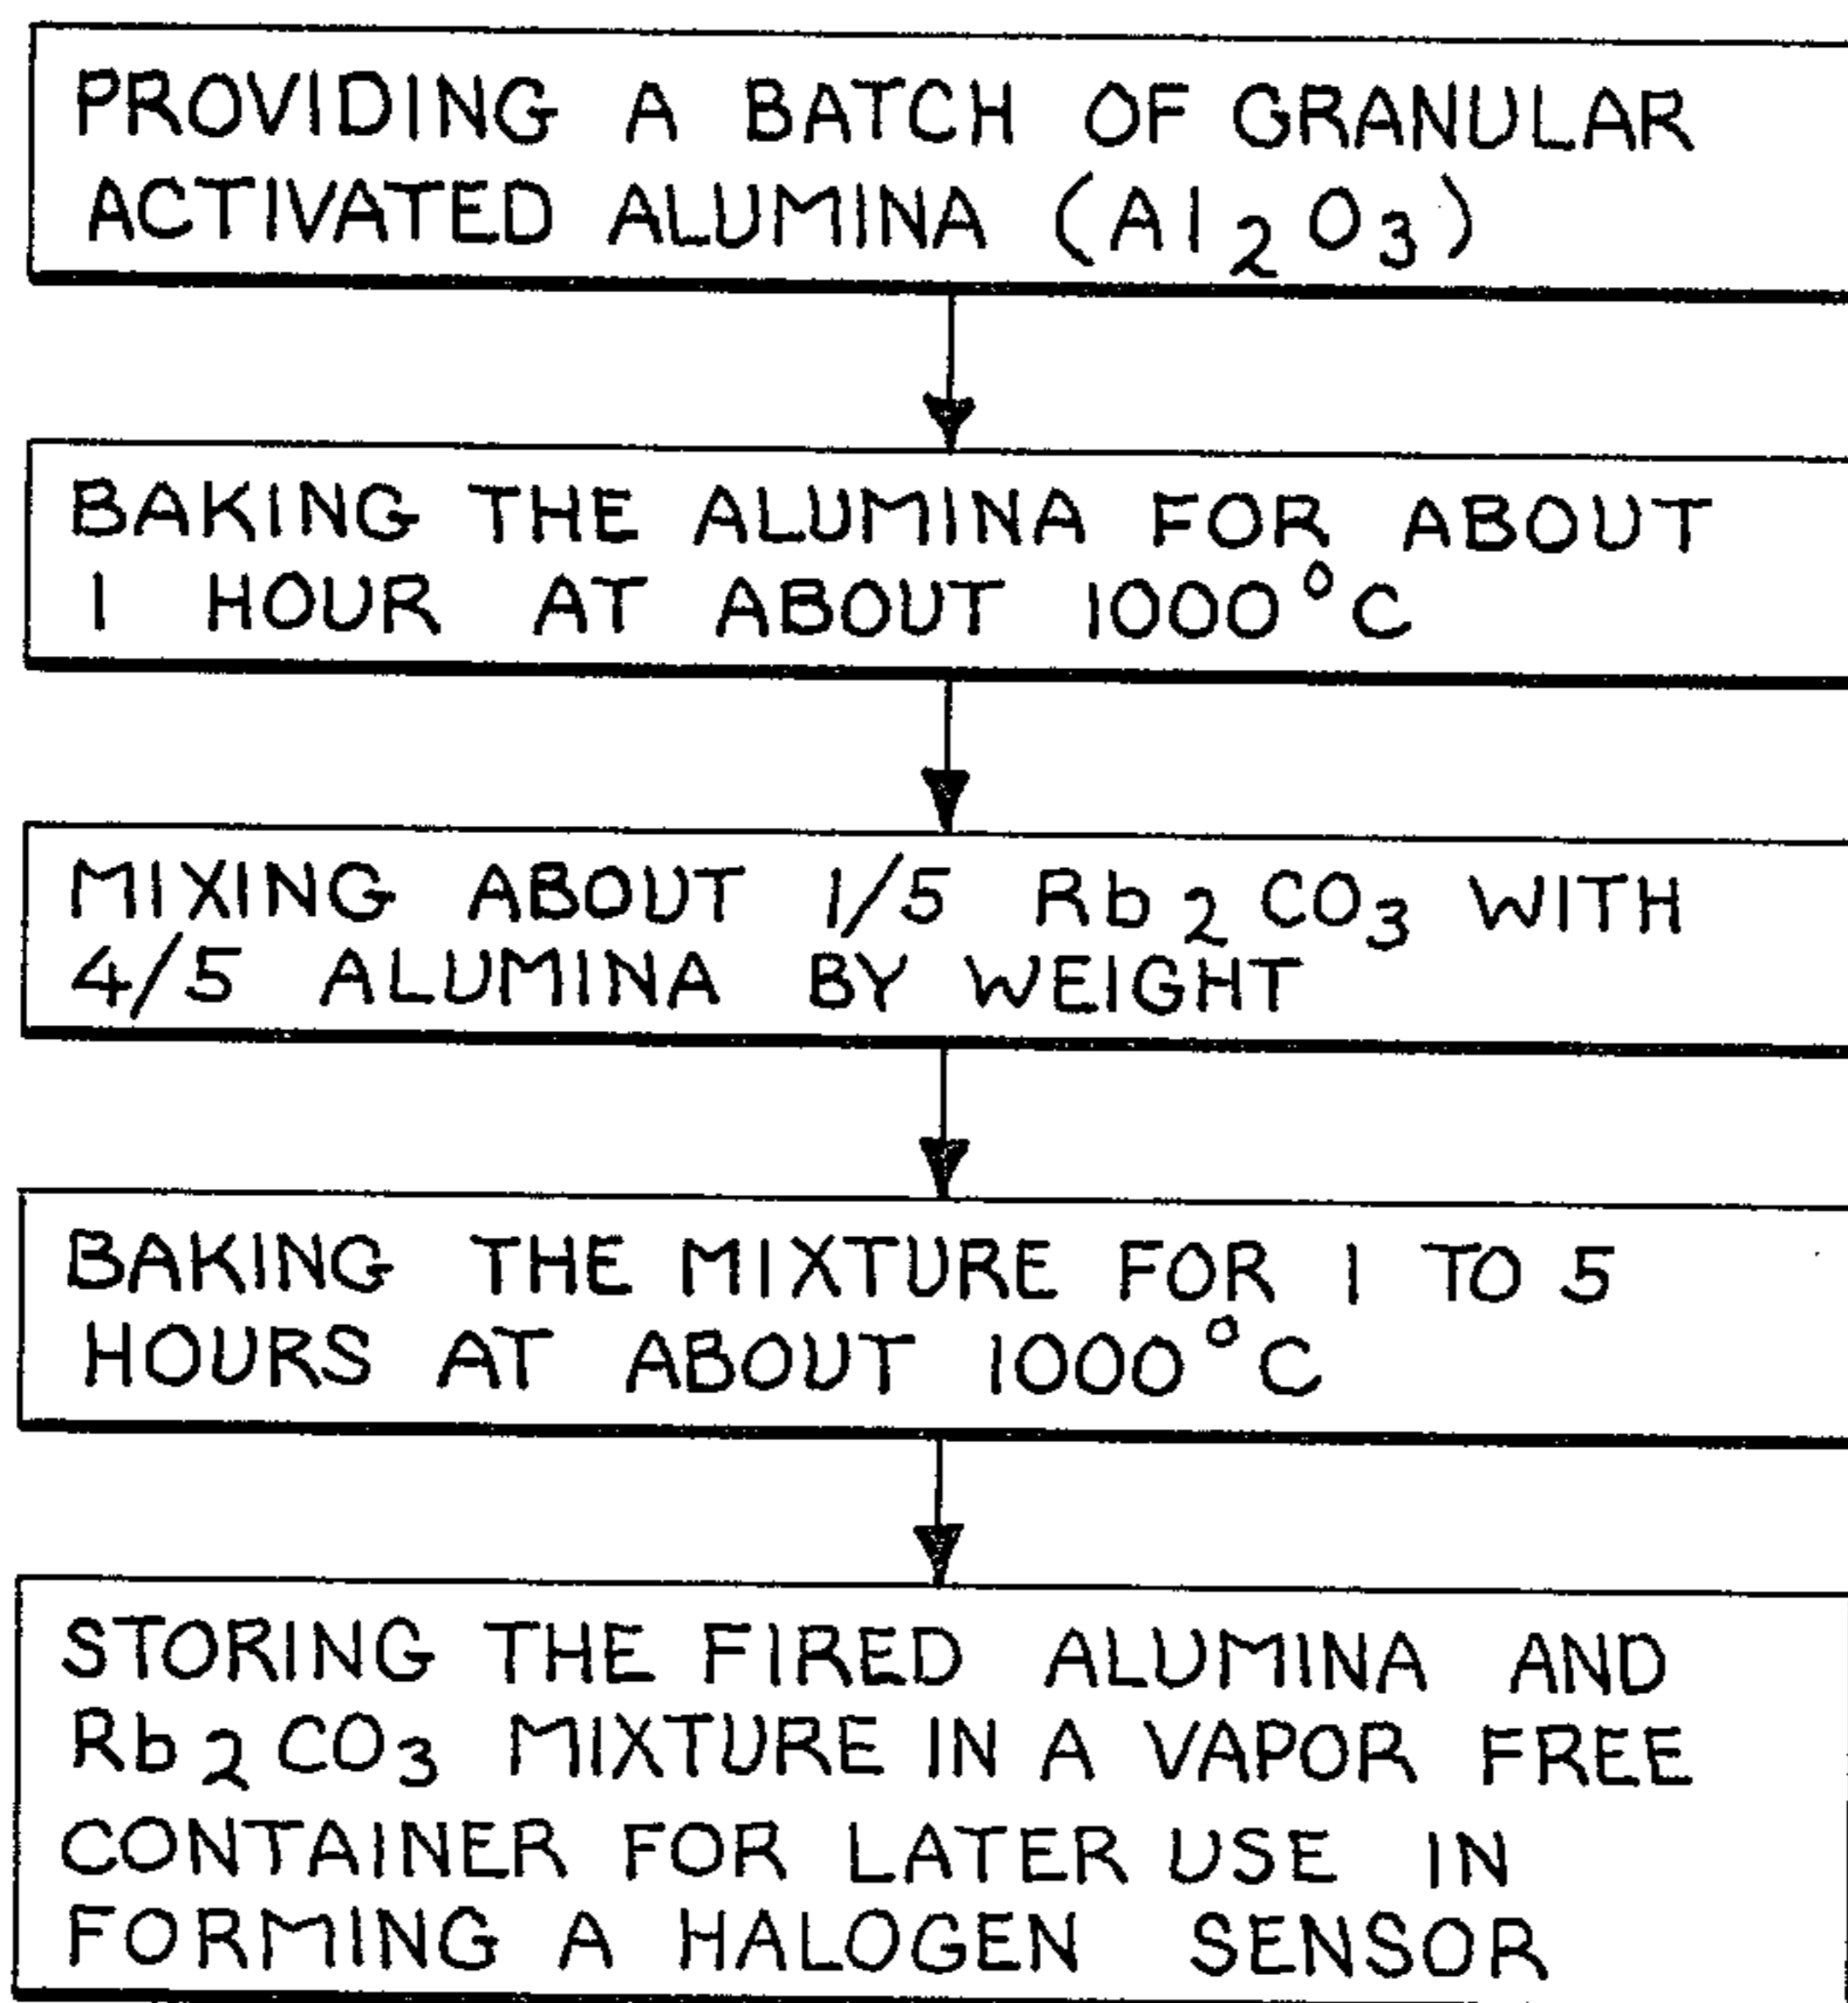 PROVIDING A BATCH OF GRANULAR
ACTIVATED ALUMINA (Al2O3)
BAKING THE ALUMINA FOR ABOUT
1 HOUR AT ABOUT 1000°C
MIXING ABOUT 1/5 Rb2CO3 WITH
4/5 ALUMINA BY WEIGHT
BAKING THE MIXTURE FOR 1 TO 5
HOURS AT ABOUT 1000°C
STORING THE FIRED ALUMINA AND
Rb2CO3 MIXTURE IN A VAPOR FREE
CONTAINER FOR LATER USE IN
FORMING A HALOGEN SENSOR